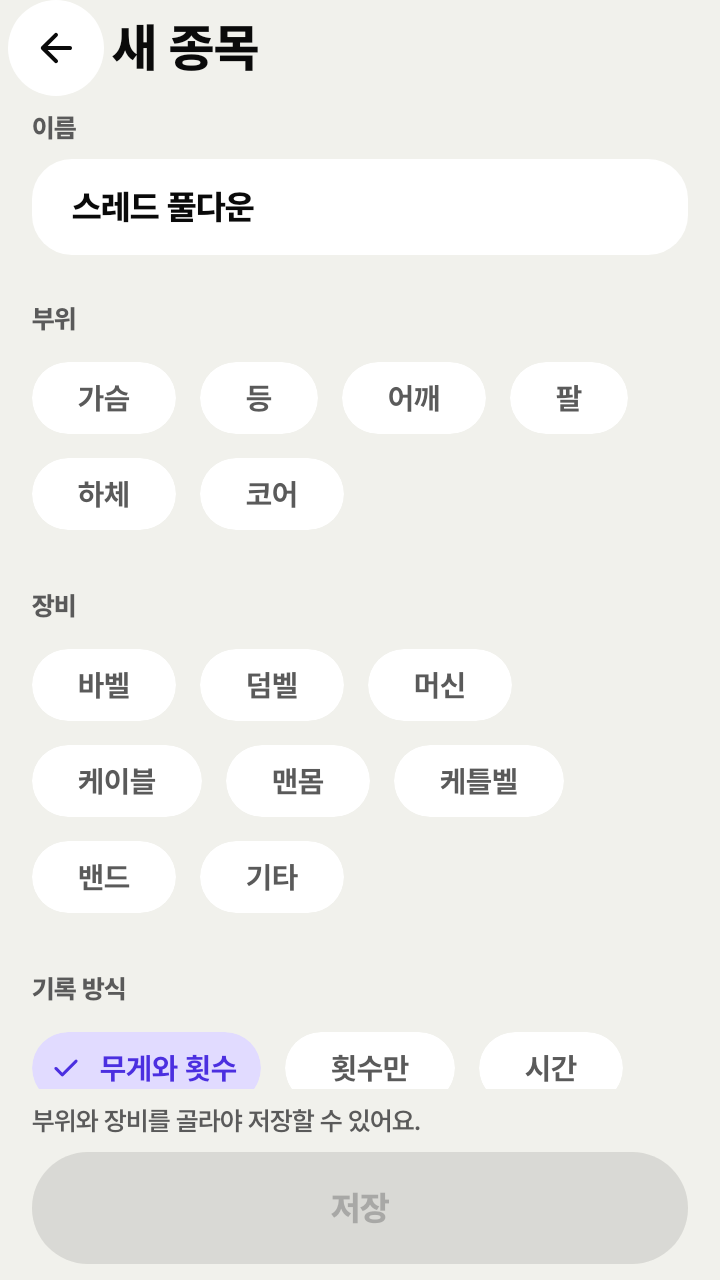 새 종목
이름
스레드 풀다운
부위
가슴 등 어깨 팔
하체 코어
장비
바벨 덤벨 머신
케이블 맨몸 케틀벨
밴드 기타
기록 방식
무게와 횟수 횟수만 시간
부위와 장비를 골라야 저장할 수 있어요.
저장